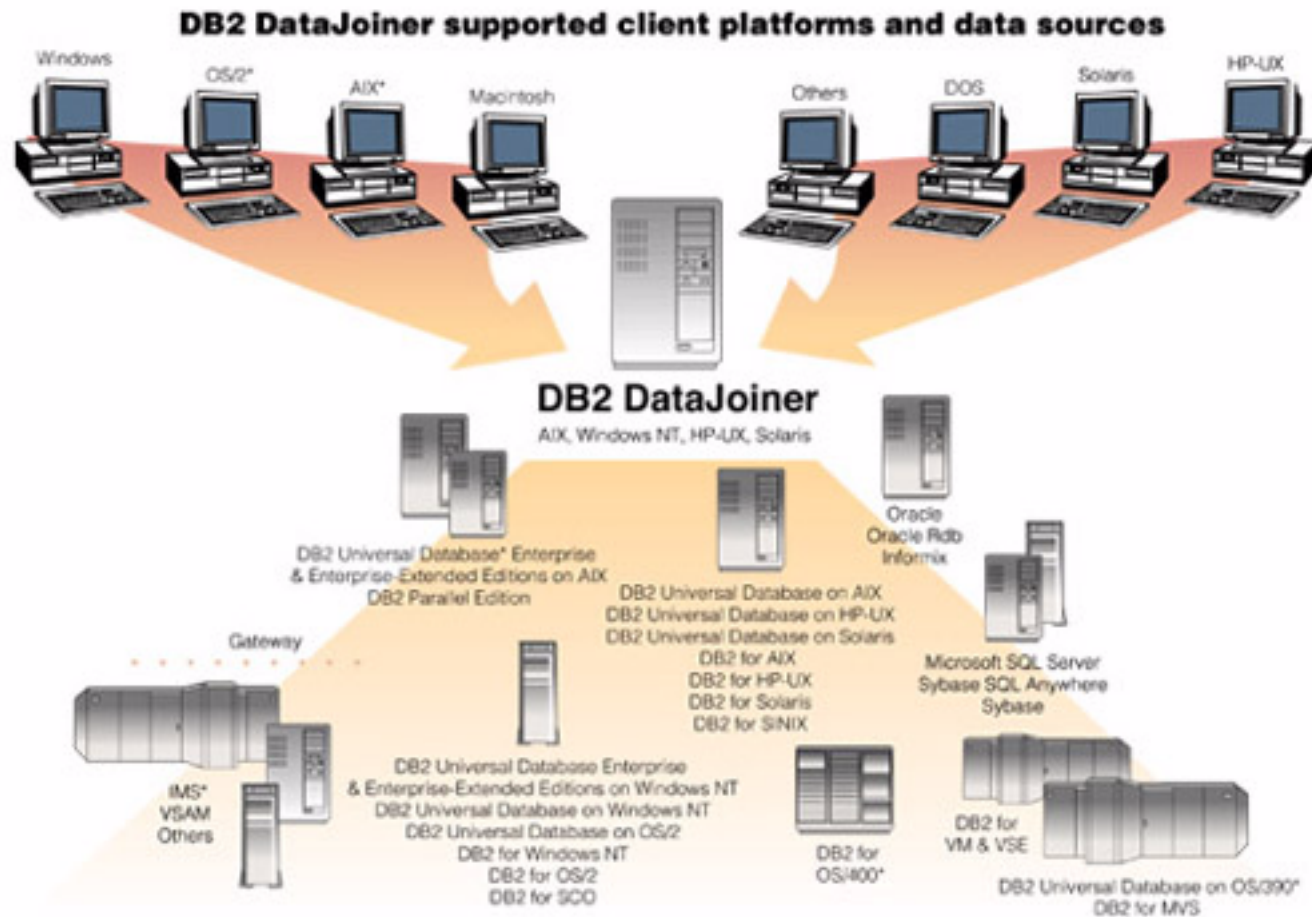 DB2 DataJoiner supported client platforms and data sources
Windows
OS/2*
AIX*
Macintosh
Others
DOS
Solaris
HP-UX
DB2 DataJoiner
AIX, Windows NT, HP-UX, Solaris
DB2 Universal Database* Enterprise
& Enterprise-Extended Editions on AIX
DB2 Parallel Edition
DB2 Universal Database on AIX
DB2 Universal Database on HP-UX
DB2 Universal Database on Solaris
DB2 for AIX
DB2 for HP-UX
DB2 for Solaris
DB2 for SINIX
Oracle
Oracle Rdb
Informix
Microsoft SQL Server
Sybase SQL Anywhere
Sybase
Gateway
IMS*
VSAM
Others
DB2 Universal Database Enterprise
& Enterprise-Extended Editions on Windows NT
DB2 Universal Database on Windows NT
DB2 Universal Database on OS/2
DB2 for Windows NT
DB2 for OS/2
DB2 for SCO
DB2 for
OS/400*
DB2 for
VM & VSE
DB2 Universal Database on OS/390*
DB2 for MVS